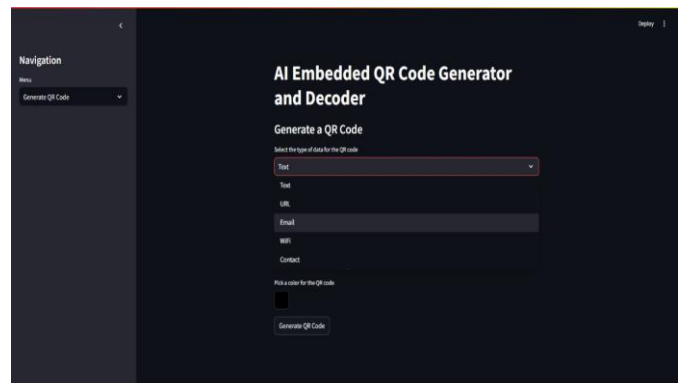 Deploy
Navigation
Menu
Generate QR Code
AI Embedded QR Code Generator
and Decoder
Generate a QR Code
Select the type of data for the QR code
Text
Text
URL
Email
WiFi
Contact
Pick a color for the QR code
Generate QR Code